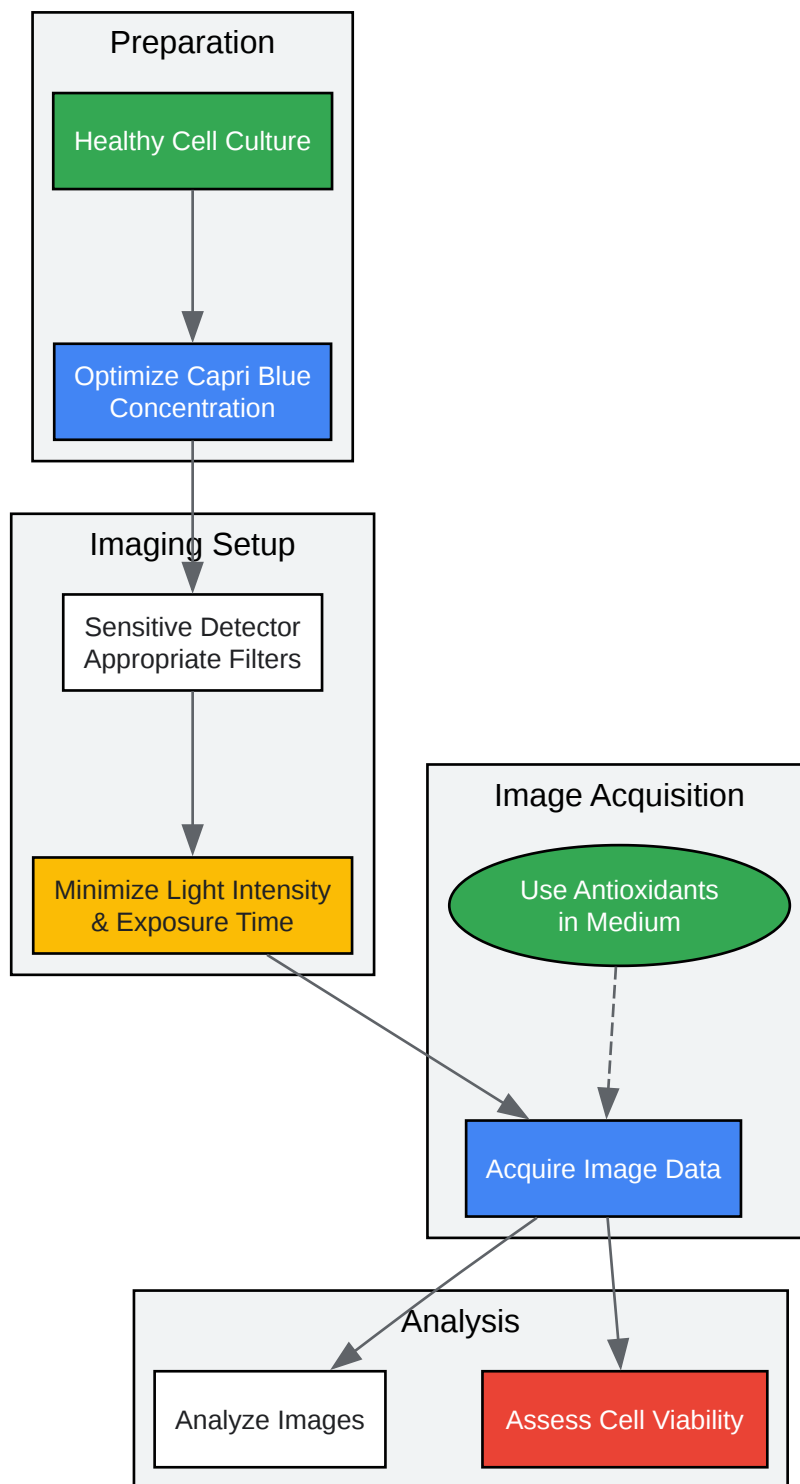 Preparation
Healthy Cell Culture
Optimize Capri Blue
Concentration
Imaging Setup
Sensitive Detector
Appropriate Filters
Minimize Light Intensity
& Exposure Time
Image Acquisition
Use Antioxidants
in Medium
Acquire Image Data
Analysis
Analyze Images
Assess Cell Viability